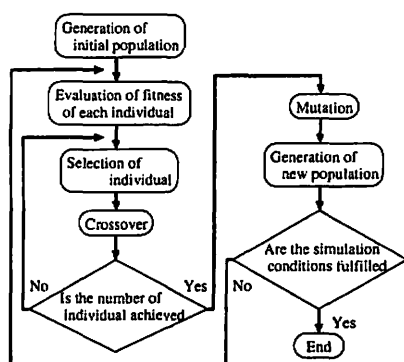 Generation of
initial population
Evaluation of fitness
of each individual
Selection of
individual
Crossover
No
Yes
Is the number of
individual achieved
Mutation
Generation of
new population
Are the simulation
conditions fulfilled
No
Yes
End